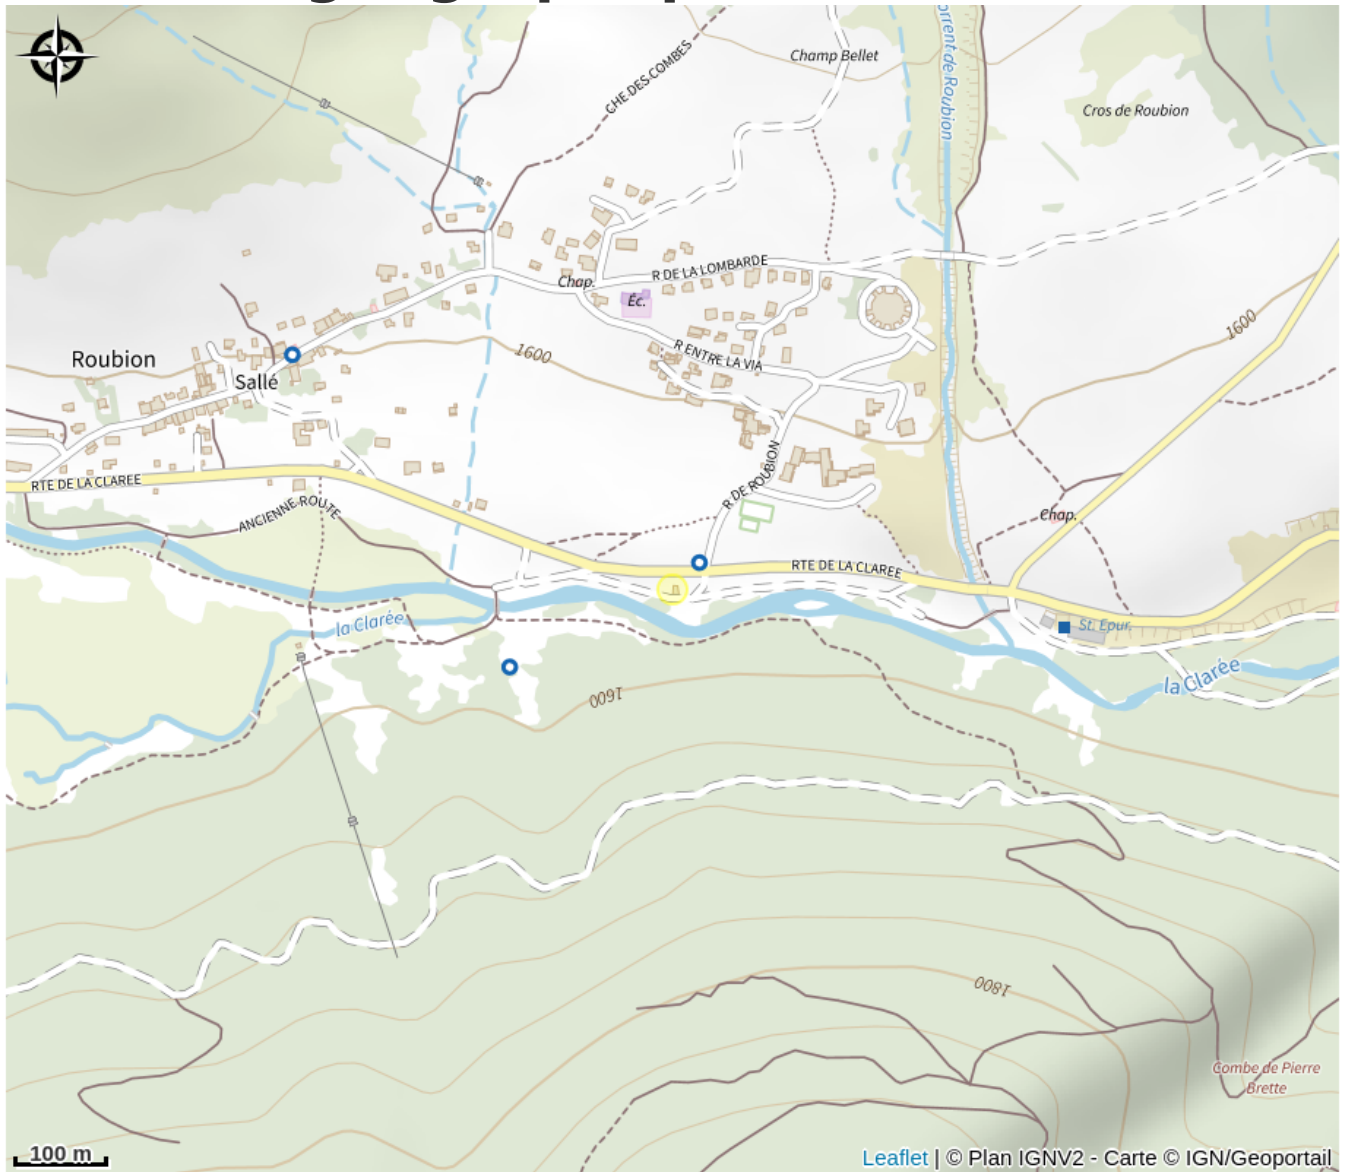 Champ Bellet
CHE DES COMBES
Torrent de Roubion
Cros de Roubion
R DE LA LOMBARDE
Chap.
Éc.
1600
1600
R ENTRE LA VIA
Roubion
Sallé
R DE ROUBION
RTE DE LA CLAREE
ANCIENNE ROUTE
Chap.
RTE DE LA CLAREE
la Clarée
St. Epur.
la Clarée
1600
1800
Combe de Pierre
Brette
100 m
Leaflet | © Plan IGNV2 - Carte © IGN/Geoportail